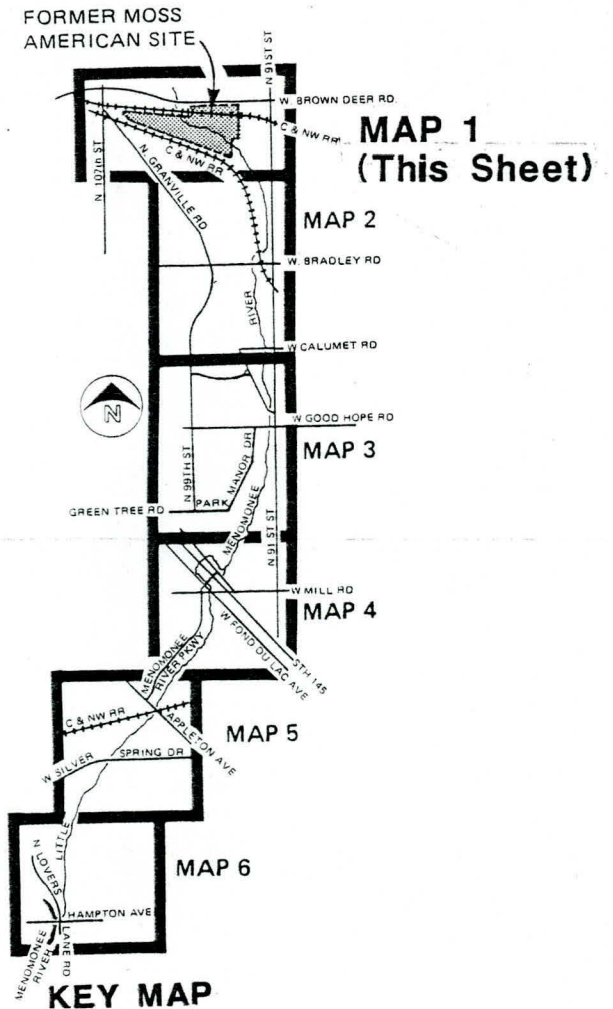 FORMER MOSS
AMERICAN SITE
N 91ST ST
W. BROWN DEER RD.
C & NW RR
MAP 1
(This Sheet)
N 107th ST
N. GRANVILLE RD
C & NW RR
MAP 2
W. BRADLEY RD
RIVER
W CALUMET RD
N
W GOOD HOPE RD
MAP 3
N 99TH ST
PARK
MANOR DR
GREEN TREE RD
MENOMONEE
N 91ST ST
W MILL RD
MAP 4
W FOND DU LAC AVE
STH 145
MENOMONEE
RIVER PKWY
C & NW RR
APPLETON AVE
MAP 5
W SILVER
SPRING DR
LITTLE
N LOVERS
MAP 6
HAMPTON AVE
LANE RD
MENOMONEE
RIVER
KEY MAP